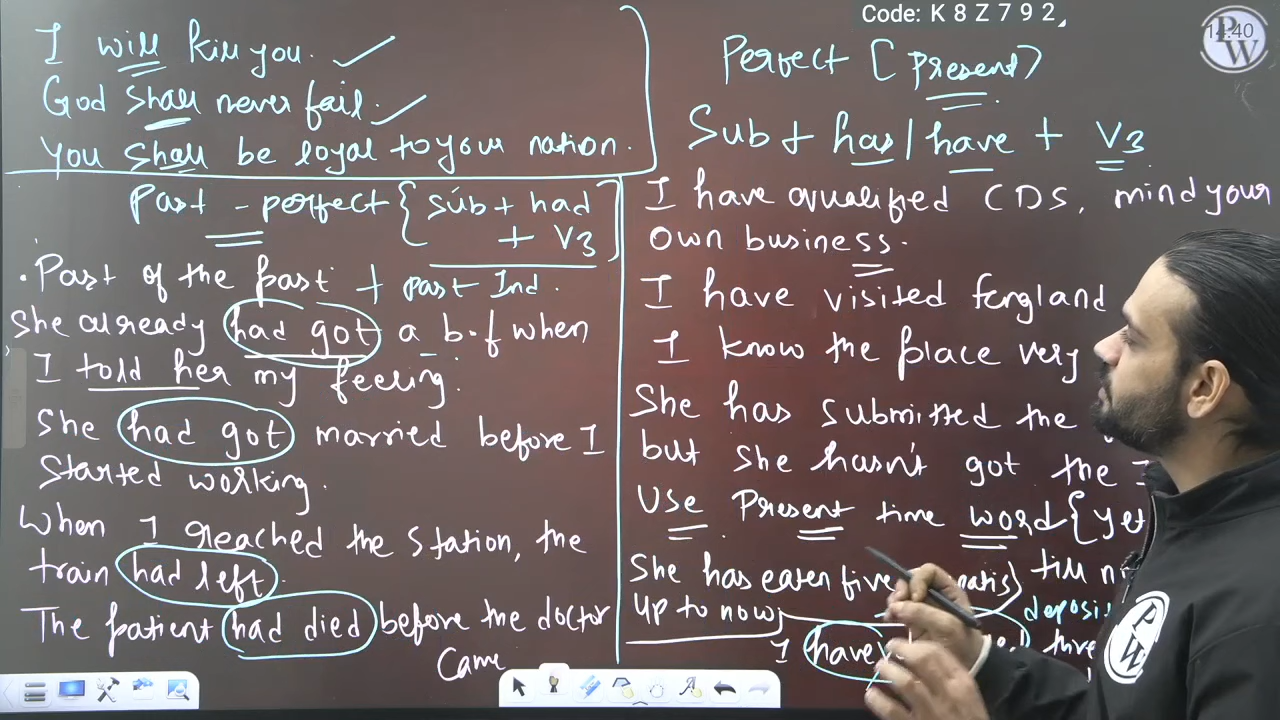 Code: K 8 Z 7 9 2
14:40
PW
I will kill you.
God shall never fail.
You shall be loyal to your nation.
Past - perfect { sub + had
+ V3
. Past of the past + past Ind.
She already had got a b.f when
I told her my feeling.
She had got married before I
Started working.
When I reached the station, the
train had left.
The patient had died before the doctor
Came
Perfect [present)
Sub + has/have + V3
I have qualified CDS, mind your
own business.
I have visited England
I know the place very
She has submitted the
but she hasn't got the
Use Present time word { yet
She has eaten five till
up to now
I have
PW